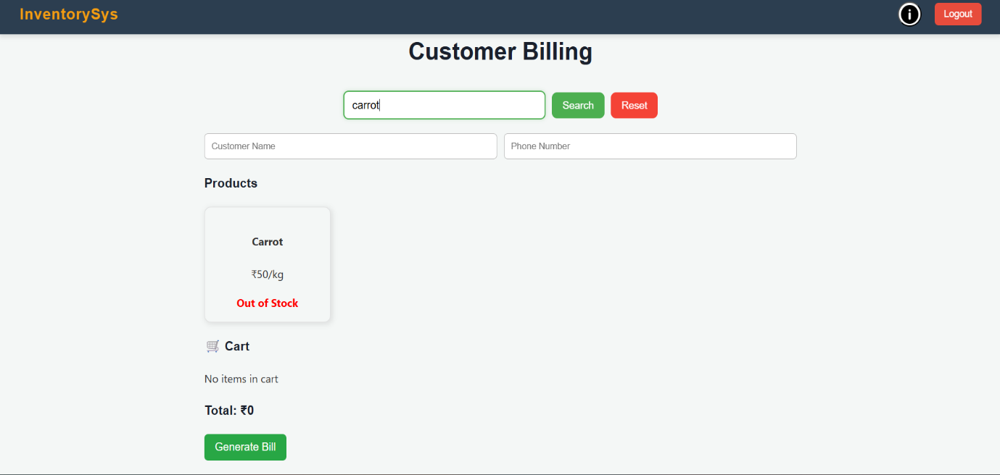 InventorySys
i
Logout
Customer Billing
carrot
Search
Reset
Customer Name
Phone Number
Products
Carrot
₹50/kg
Out of Stock
Cart
No items in cart
Total: ₹0
Generate Bill